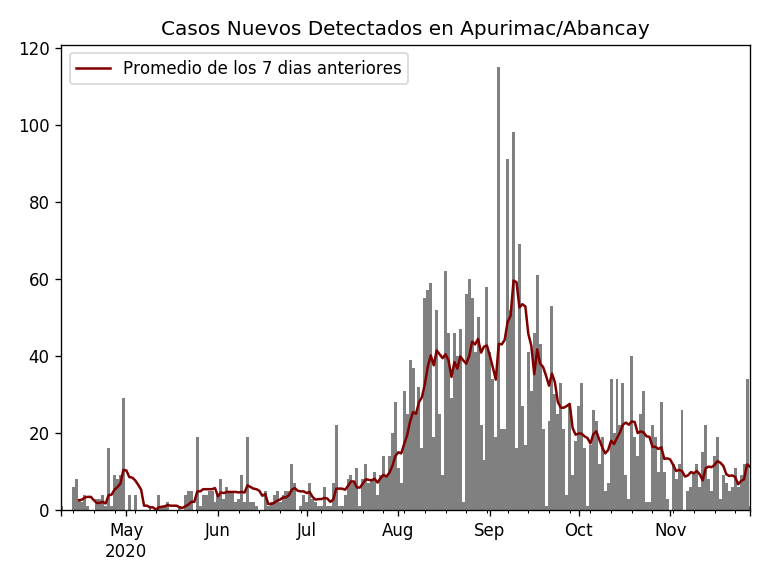 Casos Nuevos Detectados en Apurimac/Abancay
Promedio de los 7 dias anteriores
120
100
80
60
40
20
0
May Jun Jul Aug Sep Oct Nov
2020